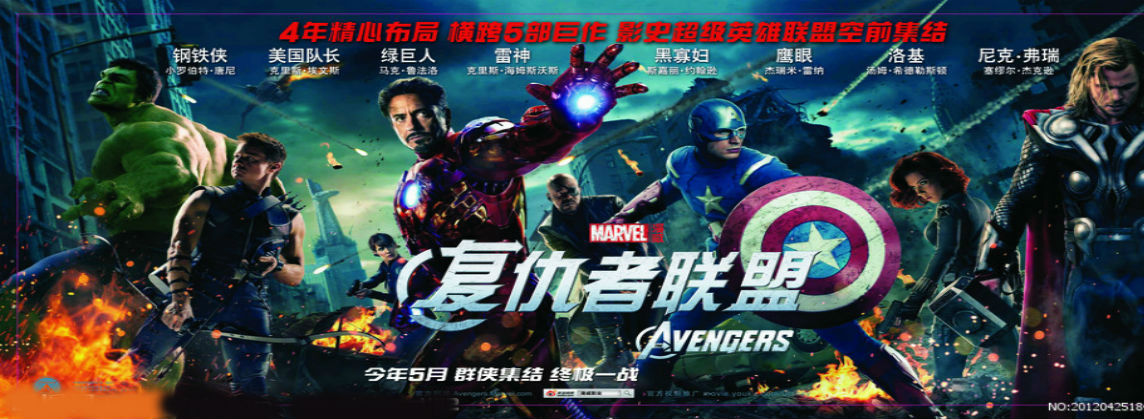 4年精心布局 横跨5部巨作 影史超级英雄联盟空前集结
钢铁侠 美国队长 绿巨人 雷神 黑寡妇 鹰眼 洛基 尼克·弗瑞
小罗伯特·唐尼 克里斯·埃文斯 马克·鲁法洛 克里斯·海姆斯沃斯 斯嘉丽·约翰逊 杰瑞米·雷纳 汤姆·希德勒斯顿 塞缪尔·杰克逊
MARVEL
复仇者联盟
AVENGERS
今年5月 群侠集结 终极一战
NO:2012042518